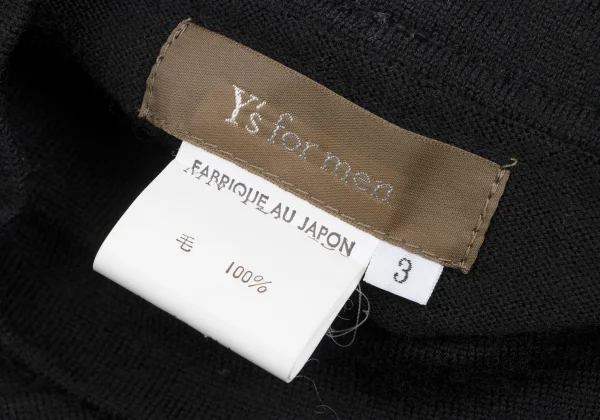 Y's for men
FABRIQUE AU JAPON
毛 100%
3